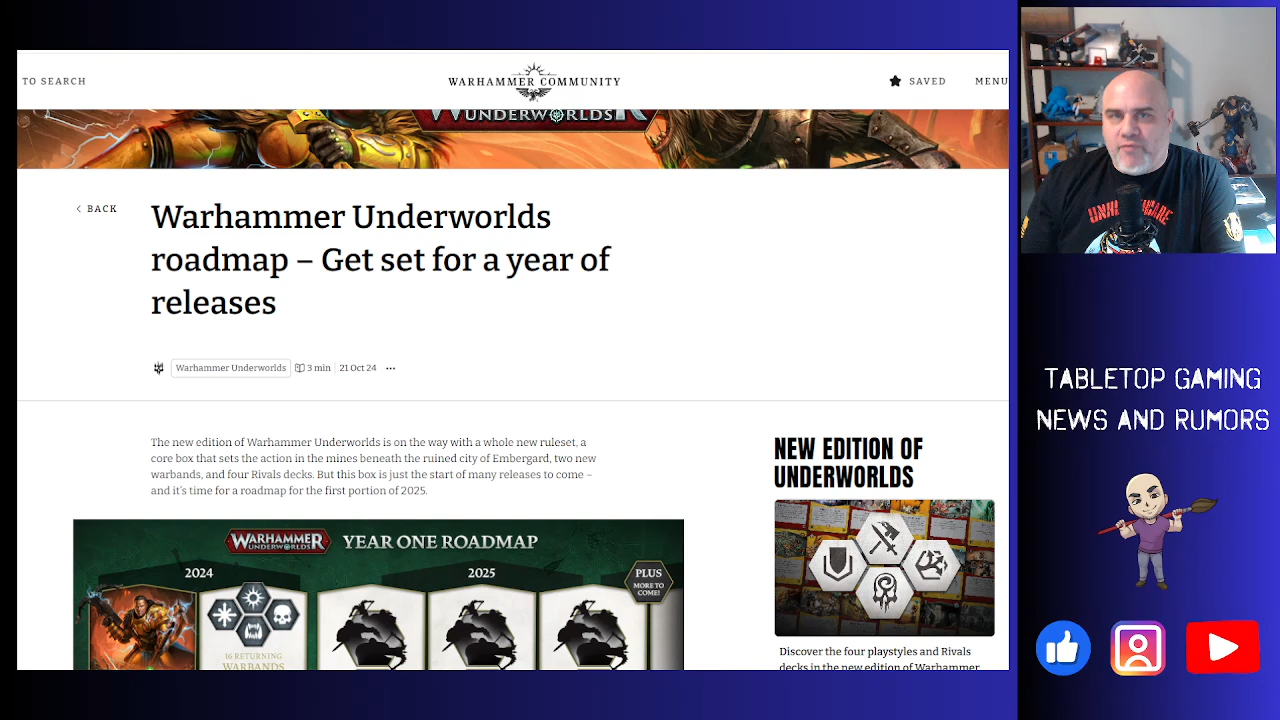 TO SEARCH
WARHAMMER COMMUNITY
SAVED
MENU
UNDERWORLDS
BACK
Warhammer Underworlds
roadmap – Get set for a year of
releases
Warhammer Underworlds
3 min
21 Oct 24
The new edition of Warhammer Underworlds is on the way with a whole new ruleset, a
core box that sets the action in the mines beneath the ruined city of Embergard, two new
warbands, and four Rivals decks. But this box is just the start of many releases to come –
and it's time for a roadmap for the first portion of 2025.
WARHAMMER
UNDERWORLDS
YEAR ONE ROADMAP
2024
2025
PLUS
MORE TO
COME!
16 RETURNING
WARBANDS
NEW EDITION OF
UNDERWORLDS
Discover the four playstyles and Rivals
decks in the new edition of Warhammer
TABLETOP GAMING
NEWS AND RUMORS